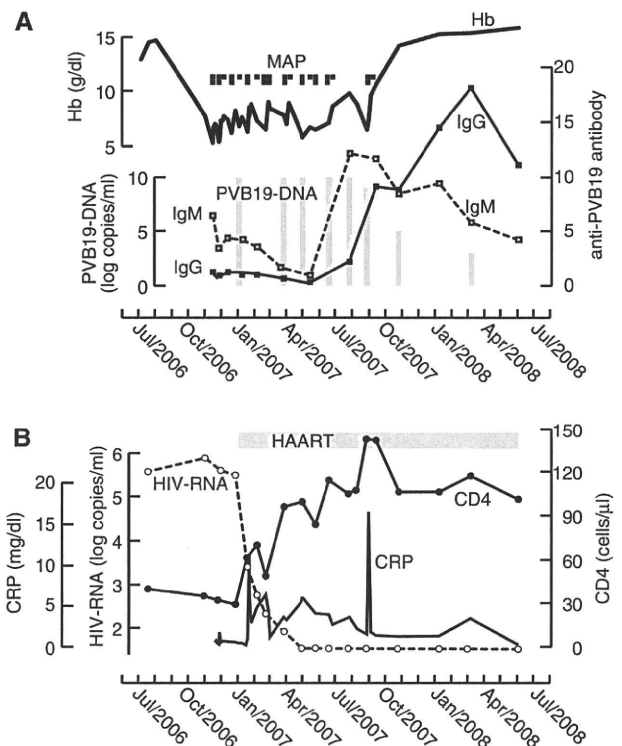 A
Hb
15
10
5
Hb (g/dl)
MAP
20
15
10
5
0
anti-PVB19 antibody
IgG
10
5
0
PVB19-DNA
(log copies/ml)
PVB19-DNA
IgM
IgM
IgG
Jul/2006
Oct/2006
Jan/2007
Apr/2007
Jul/2007
Oct/2007
Jan/2008
Apr/2008
Jul/2008
B
HAART
20
15
10
5
0
CRP (mg/dl)
6
5
4
3
2
HIV-RNA (log copies/ml)
HIV-RNA
CD4
CRP
150
120
90
60
30
0
CD4 (cells/µl)
Jul/2006
Oct/2006
Jan/2007
Apr/2007
Jul/2007
Oct/2007
Jan/2008
Apr/2008
Jul/2008